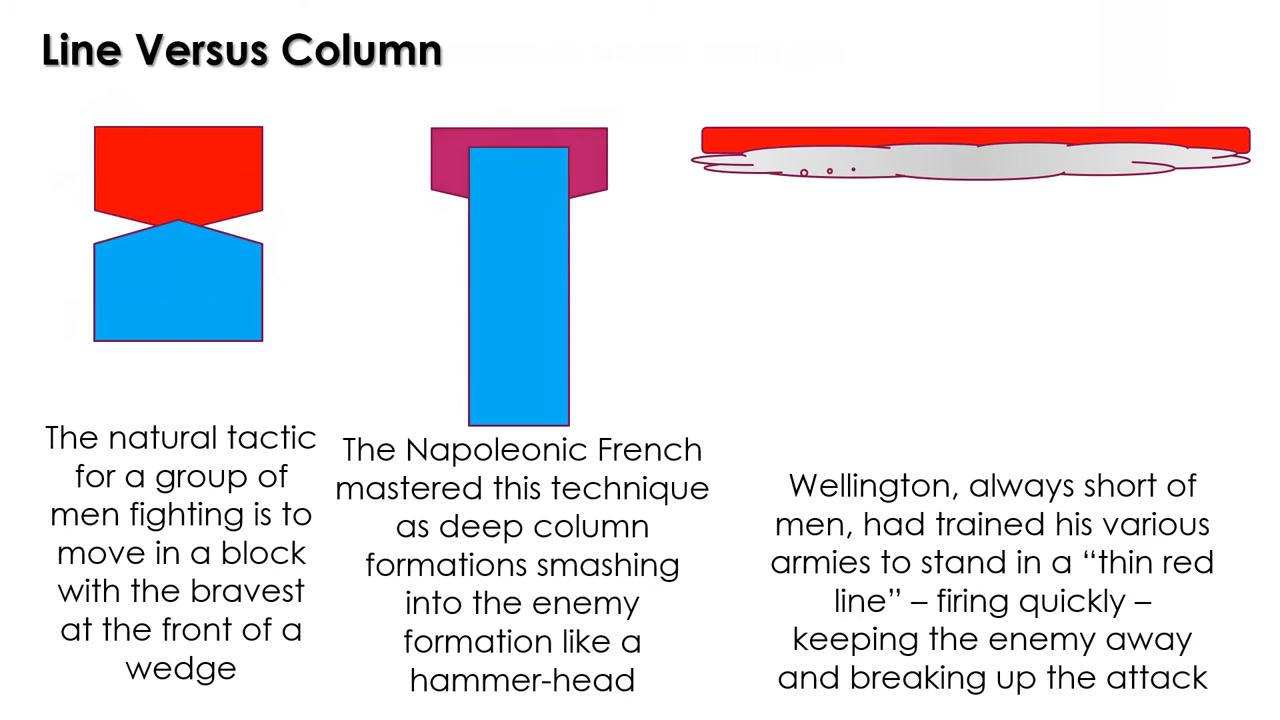 Line Versus Column
The natural tactic
for a group of
men fighting is to
move in a block
with the bravest
at the front of a
wedge
The Napoleonic French
mastered this technique
as deep column
formations smashing
into the enemy
formation like a
hammer-head
Wellington, always short of
men, had trained his various
armies to stand in a “thin red
line” – firing quickly –
keeping the enemy away
and breaking up the attack